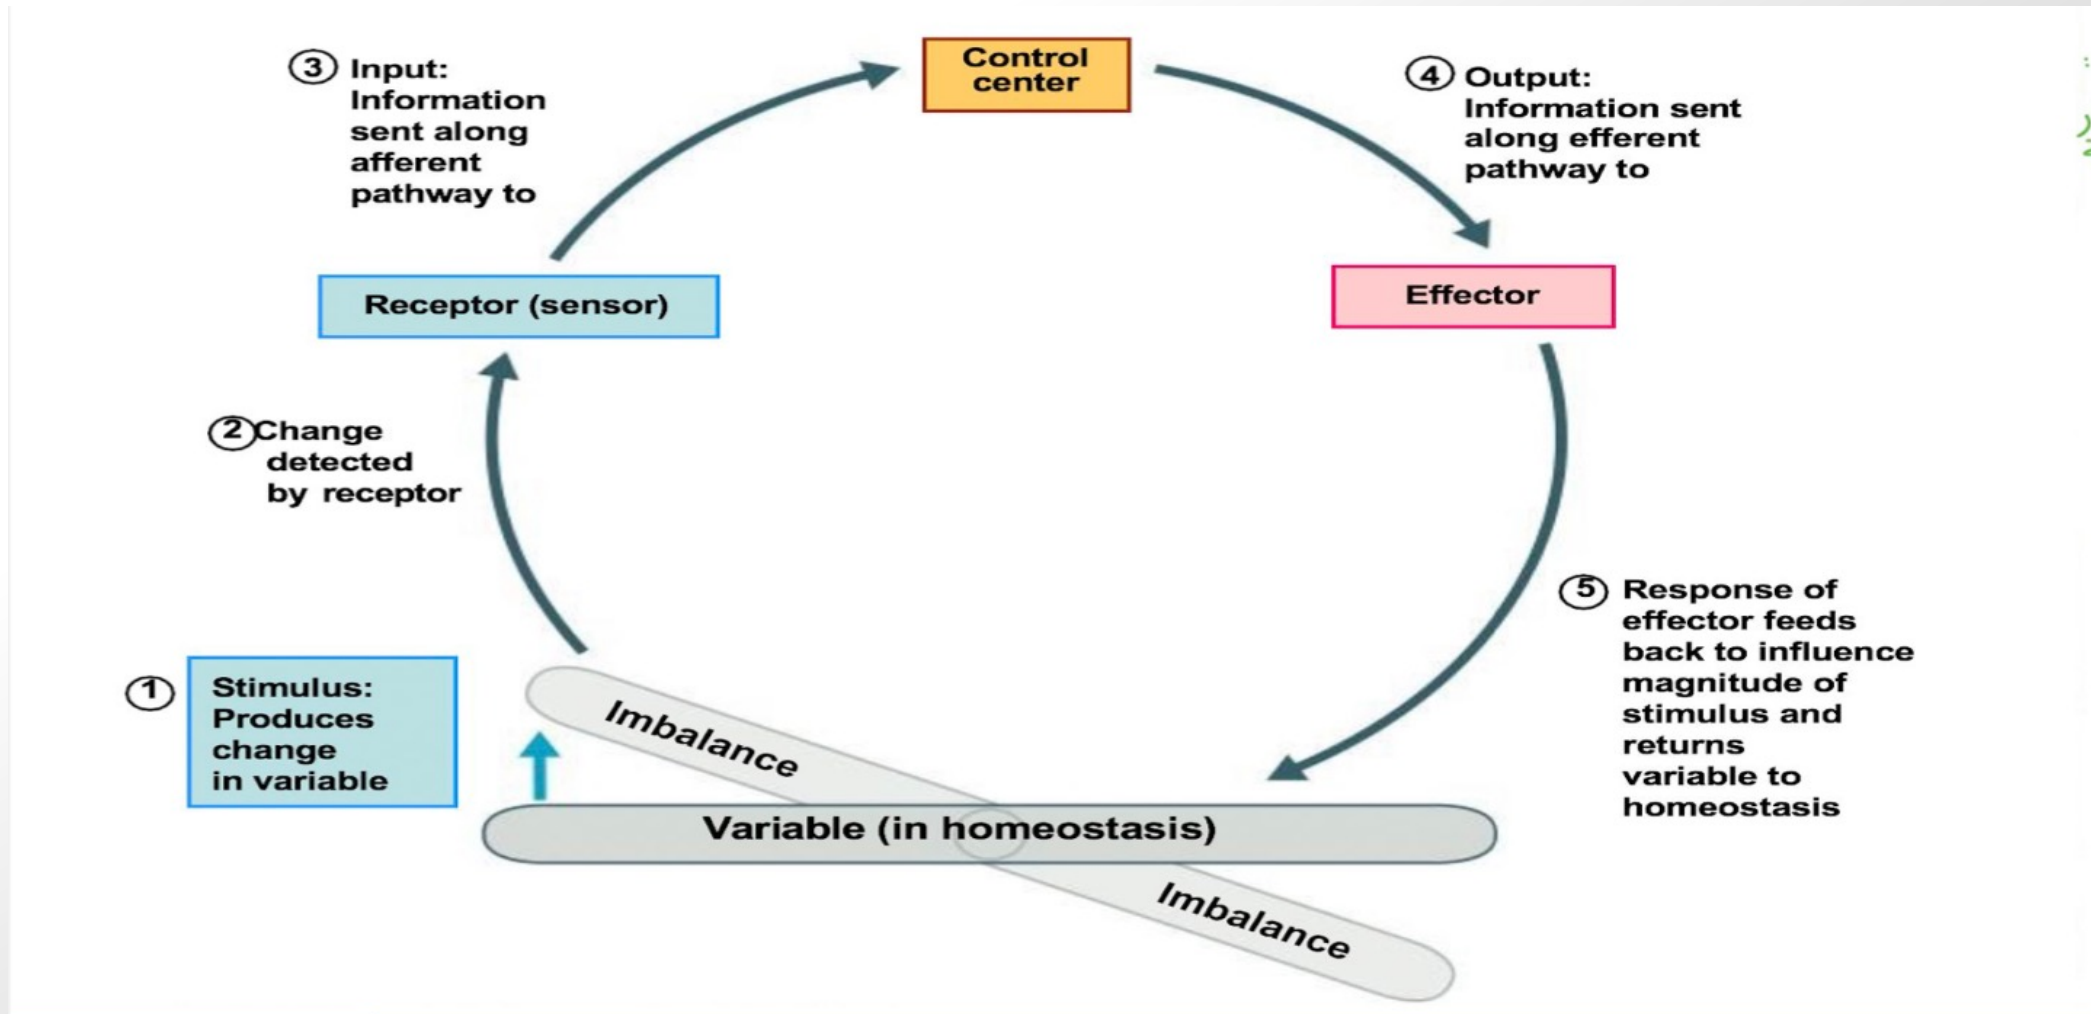 Control
center
3 Input:
Information
sent along
afferent
pathway to
4 Output:
Information sent
along efferent
pathway to
Receptor (sensor)
Effector
2 Change
detected
by receptor
5 Response of
effector feeds
back to influence
magnitude of
stimulus and
returns
variable to
homeostasis
1 Stimulus:
Produces
change
in variable
Imbalance
Variable (in homeostasis)
Imbalance